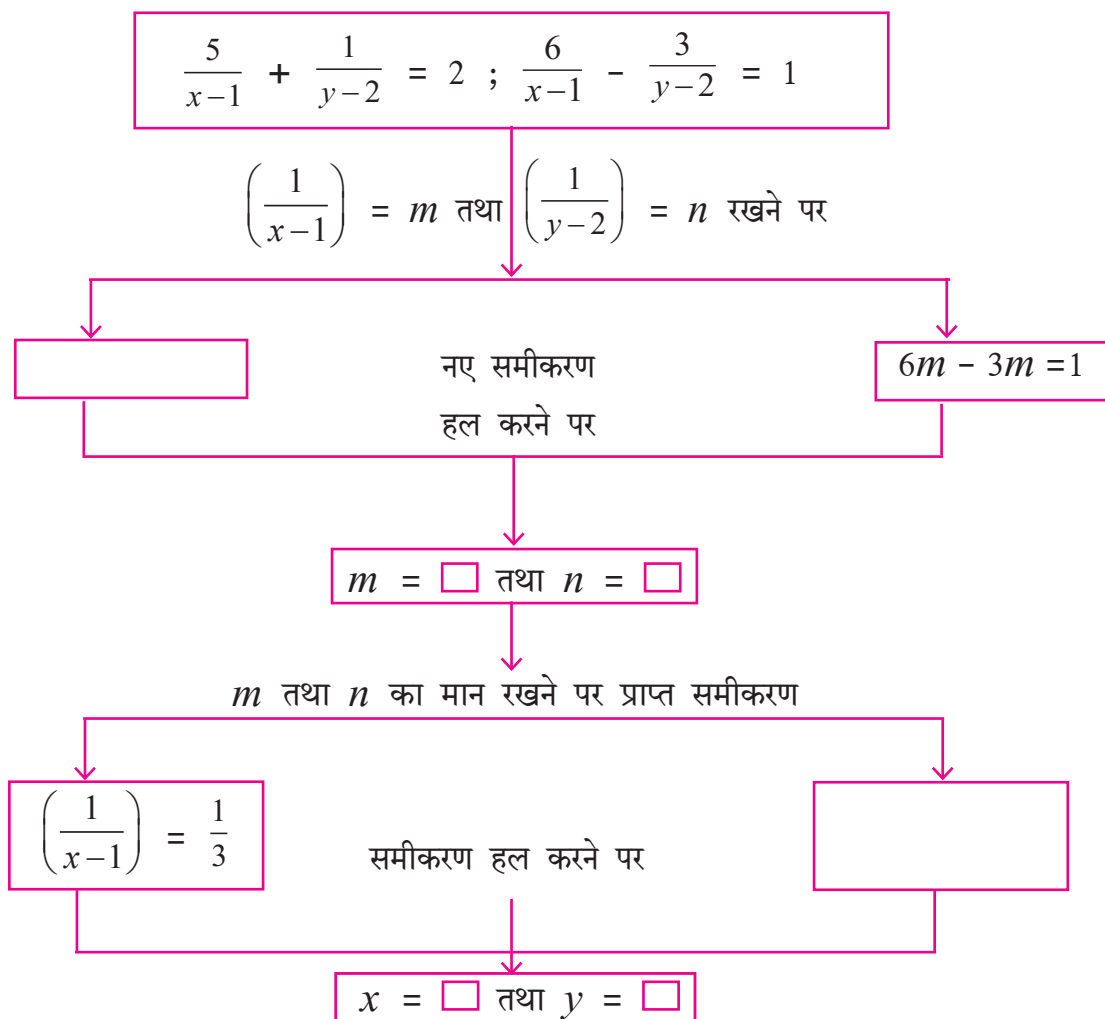 5/(x−1) + 1/(y−2) = 2 ; 6/(x−1) - 3/(y−2) = 1
(1/(x−1)) = m तथा (1/(y−2)) = n रखने पर
नए समीकरण 6m - 3m =1
हल करने पर
m = □ तथा n = □
m तथा n का मान रखने पर प्राप्त समीकरण
(1/(x−1)) = 1/3
समीकरण हल करने पर
x = □ तथा y = □